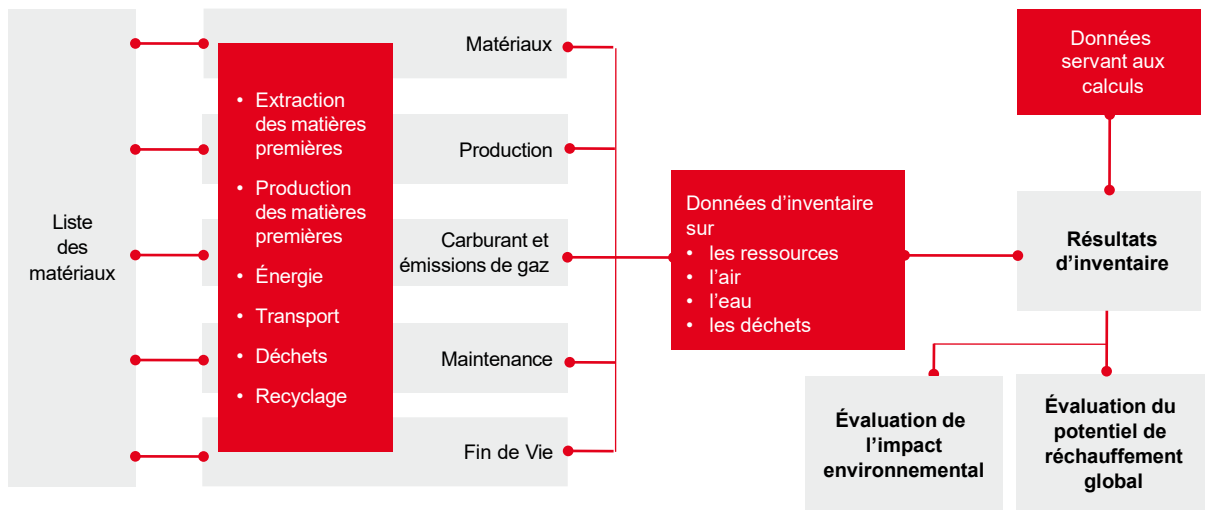 Liste
des
matériaux
• Extraction
des matières
premières
• Production
des matières
premières
• Énergie
• Transport
• Déchets
• Recyclage
Matériaux
Production
Carburant et
émissions de gaz
Maintenance
Fin de Vie
Données d’inventaire
sur
• les ressources
• l’air
• l’eau
• les déchets
Données
servant aux
calculs
Résultats
d’inventaire
Évaluation de
l’impact
environnemental
Évaluation du
potentiel de
réchauffement
global